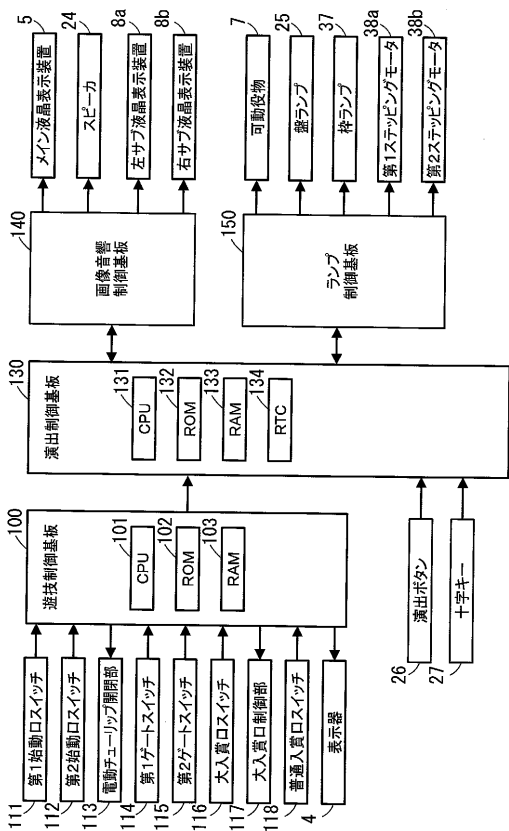 111 第1始動口スイッチ
112 第2始動口スイッチ
113 電動チューリップ開閉部
114 第1ゲートスイッチ
115 第2ゲートスイッチ
116 大入賞口スイッチ
117 大入賞口制御部
118 普通入賞口スイッチ
4 表示器
100
遊技制御基板
101
CPU
102
ROM
103
RAM
26 演出ボタン
27 十字キー
130
演出制御基板
131
CPU
132
ROM
133
RAM
134
RTC
140
画像音響
制御基板
150
ランプ
制御基板
メイン液晶表示装置 5
スピーカ 24
左サブ液晶表示装置 8a
右サブ液晶表示装置 8b
可動役物 7
盤ランプ 25
枠ランプ 37
第1ステッピングモータ 38a
第2ステッピングモータ 38b